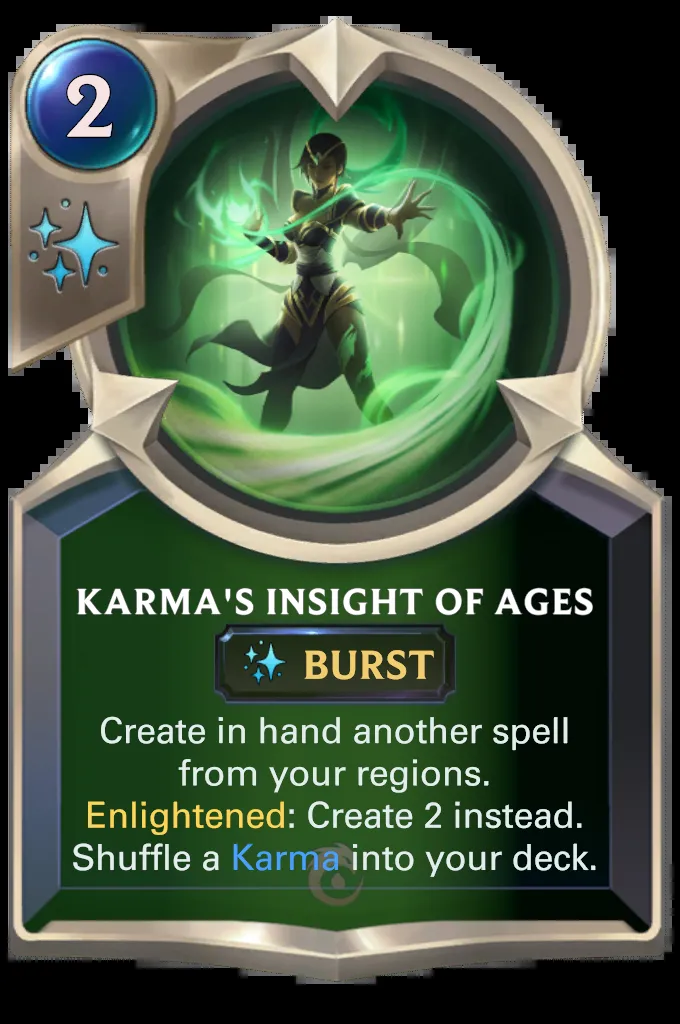 2
KARMA'S INSIGHT OF AGES
BURST
Create in hand another spell
from your regions.
Enlightened: Create 2 instead.
Shuffle a Karma into your deck.